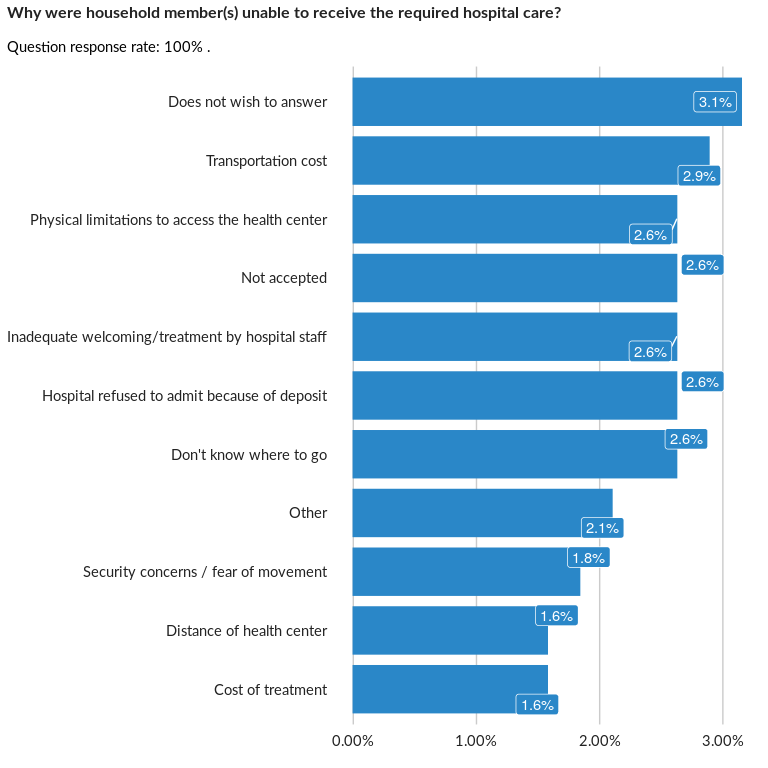 Why were household member(s) unable to receive the required hospital care?
Question response rate: 100% .
Does not wish to answer 3.1%
Transportation cost 2.9%
Physical limitations to access the health center 2.6%
Not accepted 2.6%
Inadequate welcoming/treatment by hospital staff 2.6%
Hospital refused to admit because of deposit 2.6%
Don't know where to go 2.6%
Other 2.1%
Security concerns / fear of movement 1.8%
Distance of health center 1.6%
Cost of treatment 1.6%
0.00% 1.00% 2.00% 3.00%